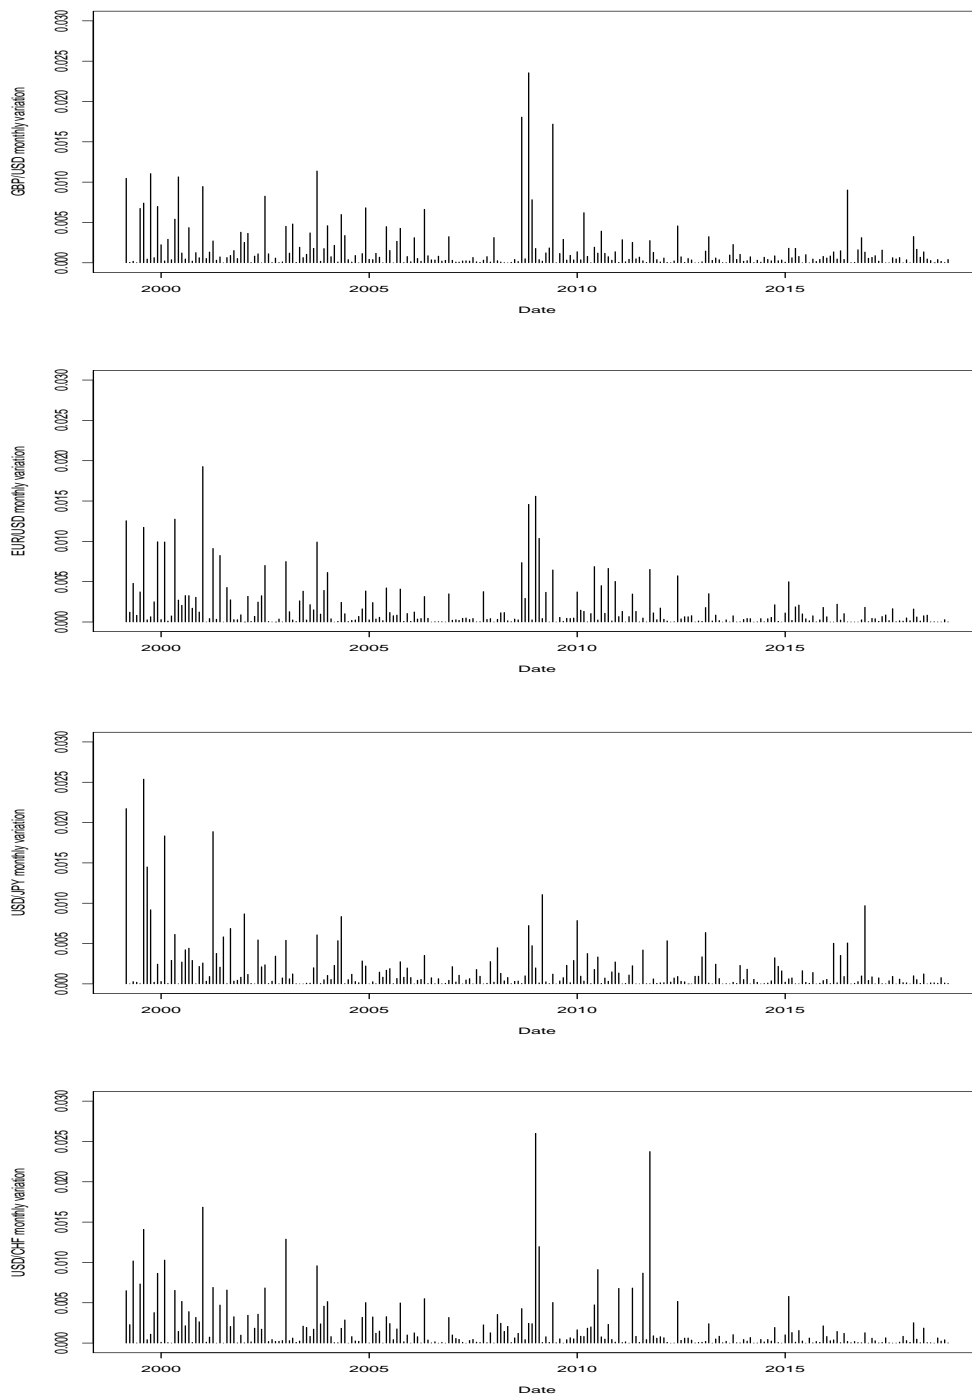 GBP/USD monthly variation
0.030
0.025
0.020
0.015
0.010
0.005
0.000
2000 2005 2010 2015
Date
EUR/USD monthly variation
0.030
0.025
0.020
0.015
0.010
0.005
0.000
2000 2005 2010 2015
Date
USD/JPY monthly variation
0.030
0.025
0.020
0.015
0.010
0.005
0.000
2000 2005 2010 2015
Date
USD/CHF monthly variation
0.030
0.025
0.020
0.015
0.010
0.005
0.000
2000 2005 2010 2015
Date